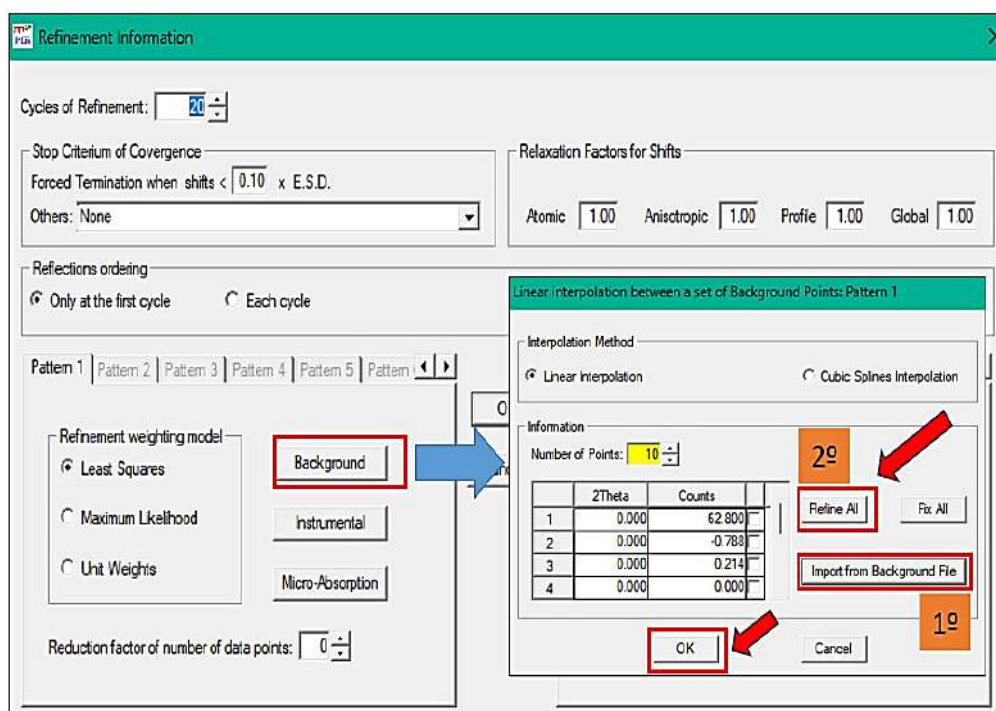 Refinement Information
Cycles of Refinement: 20
Stop Criterium of Covergence
Forced Termination when shifts < 0.10 x E.S.D.
Others: None
Relaxation Factors for Shifts
Atomic 1.00 Anisotropic 1.00 Profile 1.00 Global 1.00
Reflections ordering
Only at the first cycle Each cycle
Pattern 1 Pattern 2 Pattern 3 Pattern 4 Pattern 5 Pattern
Refinement weighting model
Least Squares
Maximum Likelihood
Unit Weights
Background
Instrumental
Micro-Absorption
Reduction factor of number of data points: 0
Linear interpolation between a set of Background Points: Pattern 1
Interpolation Method
Linear interpolation Cubic Splines Interpolation
Information
Number of Points: 10
2Theta Counts
1 0.000 62.800
2 0.000 -0.788
3 0.000 0.214
4 0.000 0.000
2º
Refine All Fix All
Import from Background File
1º
OK Cancel